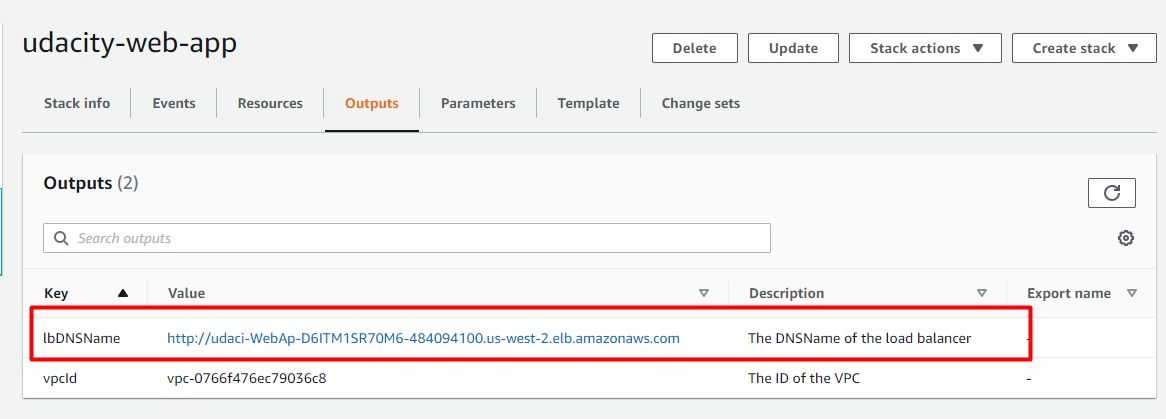 udacity-web-app
Delete Update Stack actions Create stack
Stack info Events Resources Outputs Parameters Template Change sets
Outputs (2)
Search outputs
Key Value Description Export name
lbDNSName http://udaci-WebAp-D6ITM1SR70M6-484094100.us-west-2.elb.amazonaws.com The DNSName of the load balancer -
vpcId vpc-0766f476ec79036c8 The ID of the VPC -